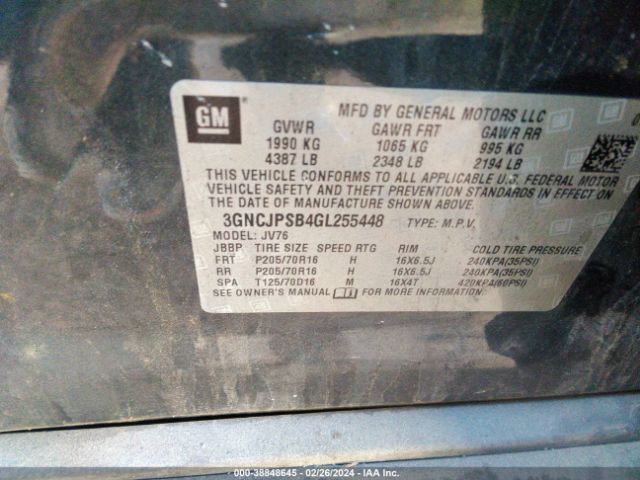 GM
MFD BY GENERAL MOTORS LLC
GVWR GAWR FRT GAWR RR
1990 KG 1065 KG 995 KG
4387 LB 2348 LB 2194 LB
THIS VEHICLE CONFORMS TO ALL APPLICABLE U.S. FEDERAL MOTOR
VEHICLE SAFETY AND THEFT PREVENTION STANDARDS IN EFFECT ON
THE DATE OF MANUFACTURE SHOWN ABOVE.
3GNCJPSB4GL255448 TYPE: M.P.V.
MODEL: JV76
JBBP TIRE SIZE SPEED RTG RIM COLD TIRE PRESSURE
FRT P205/70R16 H 16X6.5J 240KPA(35PSI)
RR P205/70R16 H 16X6.5J 240KPA(35PSI)
SPA T125/70D16 M 16X4T 420KPA(60PSI)
SEE OWNER'S MANUAL FOR MORE INFORMATION.
000-38848645 - 02/26/2024 - IAA Inc.